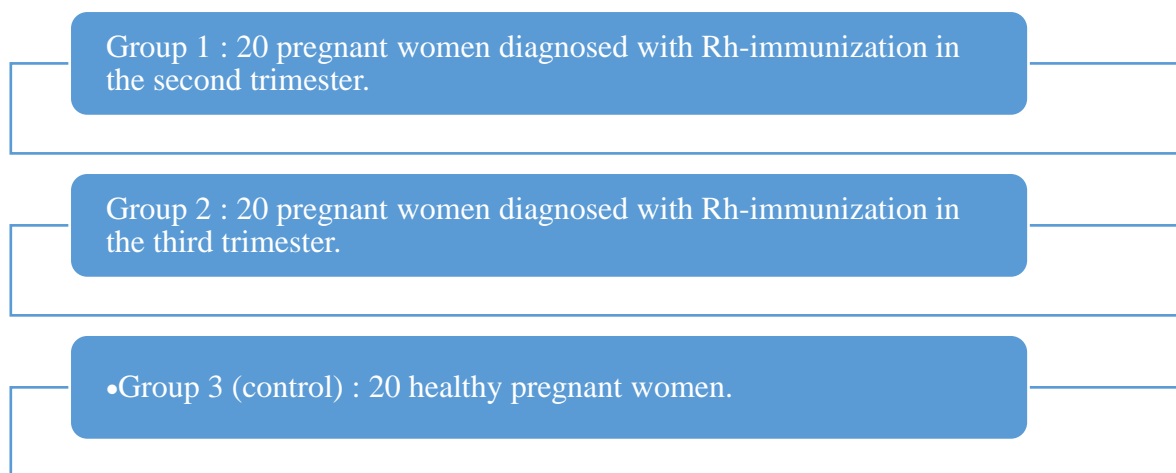 Group 1 : 20 pregnant women diagnosed with Rh-immunization in
the second trimester.
Group 2 : 20 pregnant women diagnosed with Rh-immunization in
the third trimester.
•Group 3 (control) : 20 healthy pregnant women.